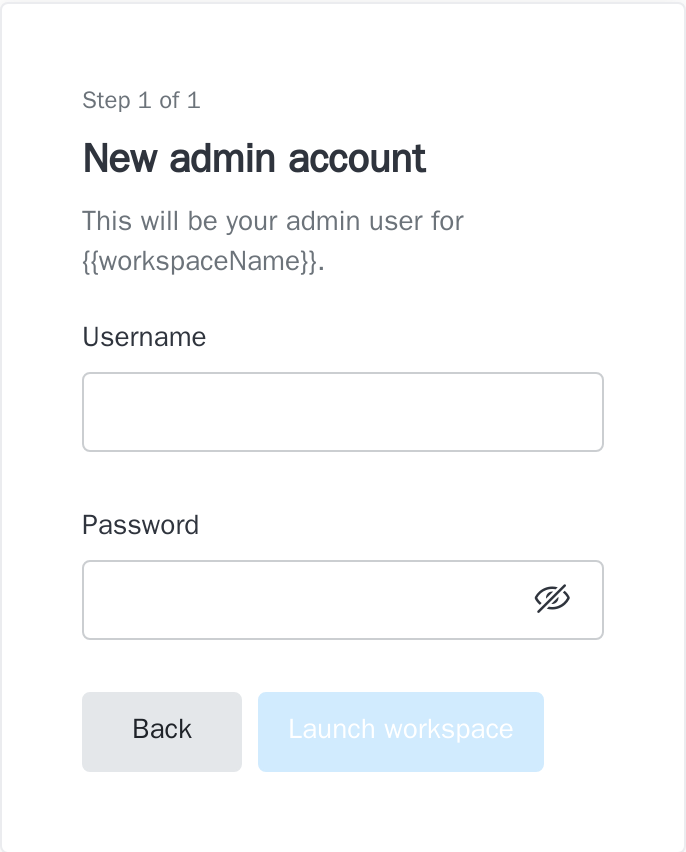 Step 1 of 1
New admin account
This will be your admin user for
{{workspaceName}}.
Username
Password
Back
Launch workspace